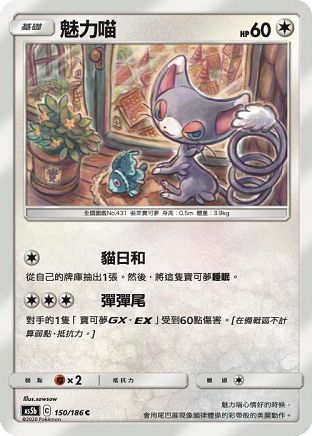 基礎 魅力喵 HP60
全國圖鑑No.431 裝乖寶可夢 身高:0.5m 體重:3.9kg
貓日和
從自己的牌庫抽出1張。然後,將這隻寶可夢睡眠。
彈彈尾
對手的1隻「寶可夢GX・EX」受到60點傷害。[在備戰區不計算弱點、抵抗力。]
弱點 ×2 抵抗力 撤退
Illus.sowsow
AS5b C 150/186 C
©2020 Pokémon
魅力喵心情好的時候,
會用尾巴展現像韻律體操的彩帶般的美麗舞蹈。